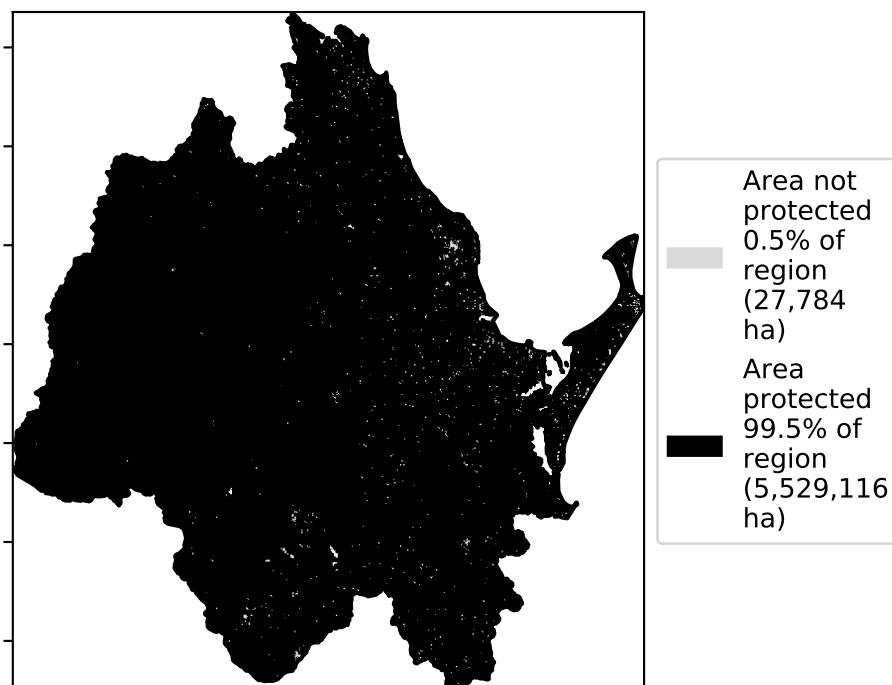 Area not
protected
0.5% of
region
(27,784
ha)
Area
protected
99.5% of
region
(5,529,116
ha)